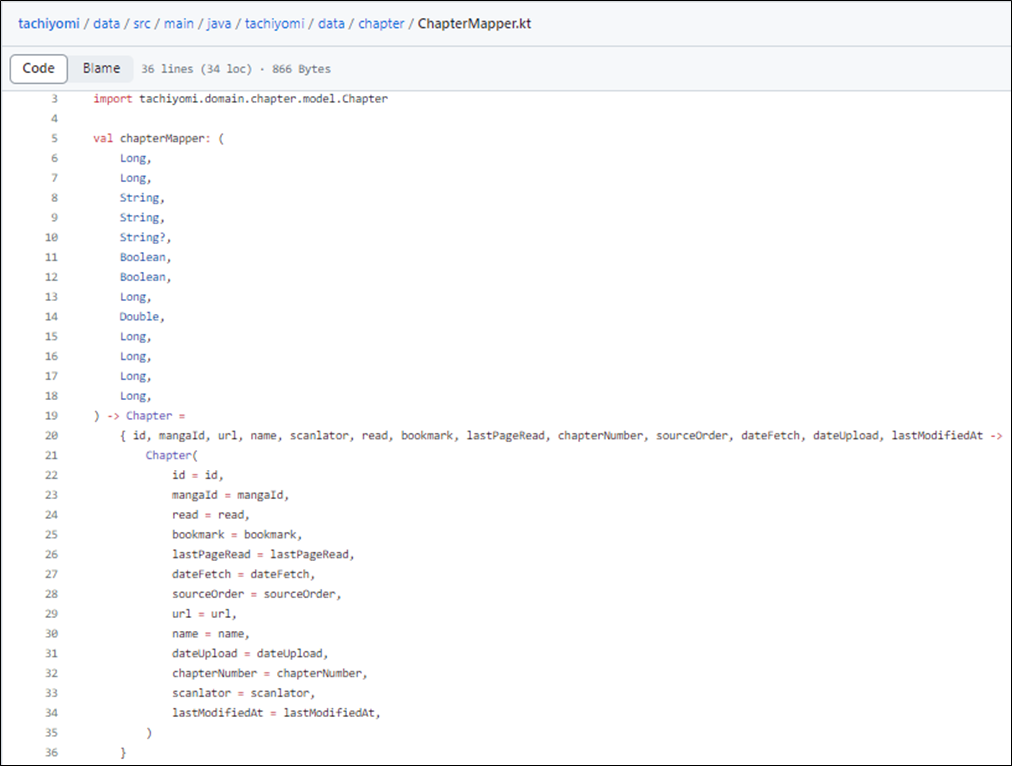 tachiyomi / data / src / main / java / tachiyomi / data / chapter / ChapterMapper.kt
Code Blame 36 lines (34 loc) · 866 Bytes
3 import tachiyomi.domain.chapter.model.Chapter
4
5 val chapterMapper: (
6 Long,
7 Long,
8 String,
9 String,
10 String?,
11 Boolean,
12 Boolean,
13 Long,
14 Double,
15 Long,
16 Long,
17 Long,
18 Long,
19 ) -> Chapter =
20 { id, mangaId, url, name, scanlator, read, bookmark, lastPageRead, chapterNumber, sourceOrder, dateFetch, dateUpload, lastModifiedAt ->
21 Chapter(
22 id = id,
23 mangaId = mangaId,
24 read = read,
25 bookmark = bookmark,
26 lastPageRead = lastPageRead,
27 dateFetch = dateFetch,
28 sourceOrder = sourceOrder,
29 url = url,
30 name = name,
31 dateUpload = dateUpload,
32 chapterNumber = chapterNumber,
33 scanlator = scanlator,
34 lastModifiedAt = lastModifiedAt,
35 )
36 }